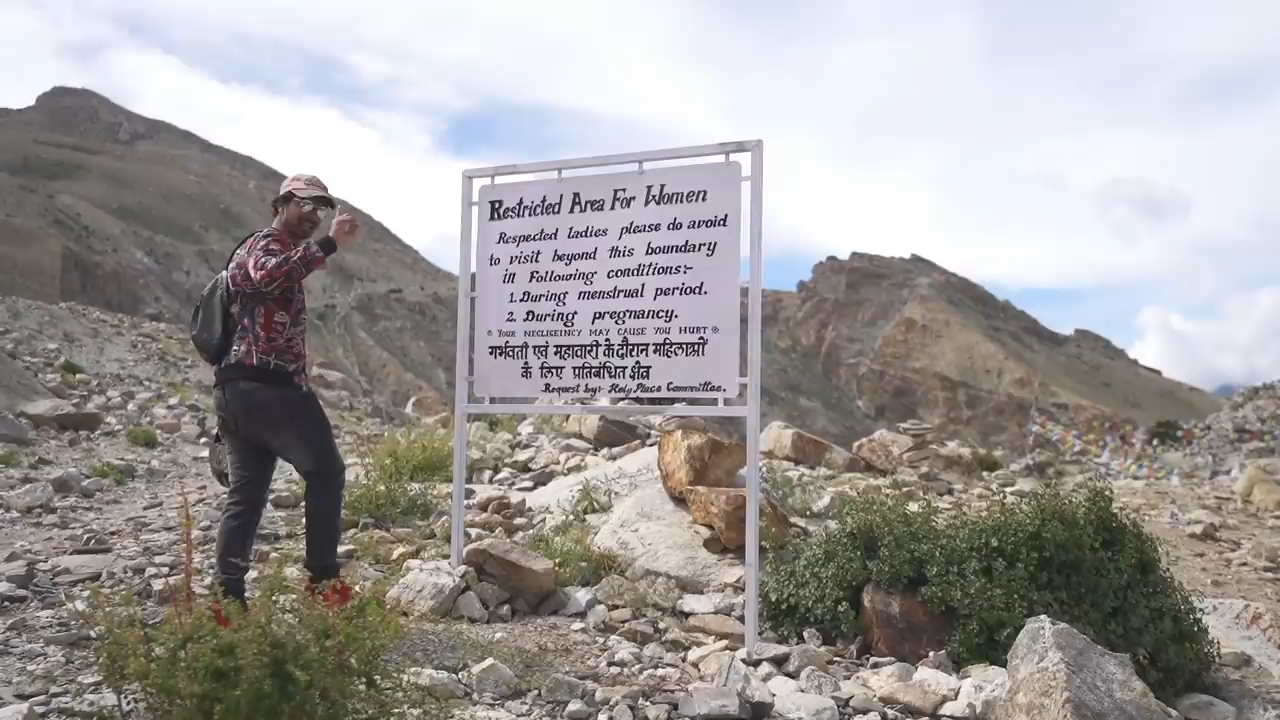 Restricted Area For Women
Respected ladies please do avoid
to visit beyond this boundary
in Following conditions:-
1. During menstrual period.
2. During pregnancy.
※ YOUR NEGLIGENCY MAY CAUSE YOU HURT ※
गर्भवती एवं महावारी के दौरान महिलाओं
के लिए प्रतिबंधित क्षेत्र
Request by:- Holy Place Committee.